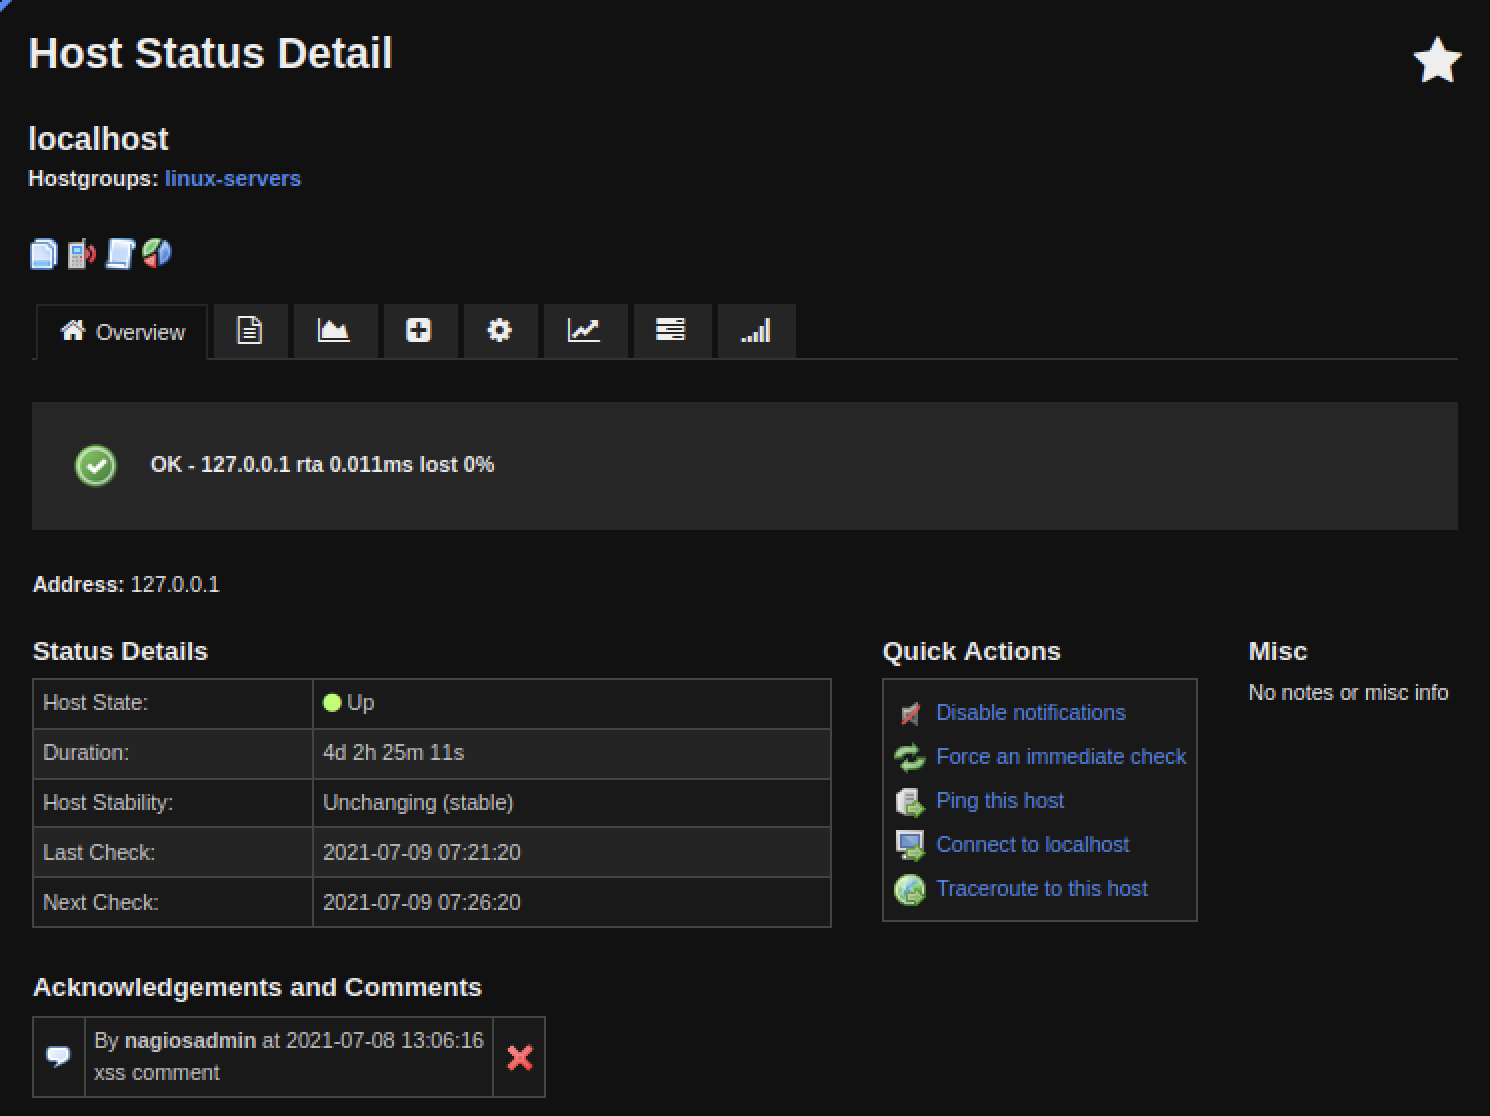 Host Status Detail
localhost
Hostgroups: linux-servers
Overview
OK - 127.0.0.1 rta 0.011ms lost 0%
Address: 127.0.0.1
Status Details
Host State: Up
Duration: 4d 2h 25m 11s
Host Stability: Unchanging (stable)
Last Check: 2021-07-09 07:21:20
Next Check: 2021-07-09 07:26:20
Quick Actions
Disable notifications
Force an immediate check
Ping this host
Connect to localhost
Traceroute to this host
Misc
No notes or misc info
Acknowledgements and Comments
By nagiosadmin at 2021-07-08 13:06:16
xss comment